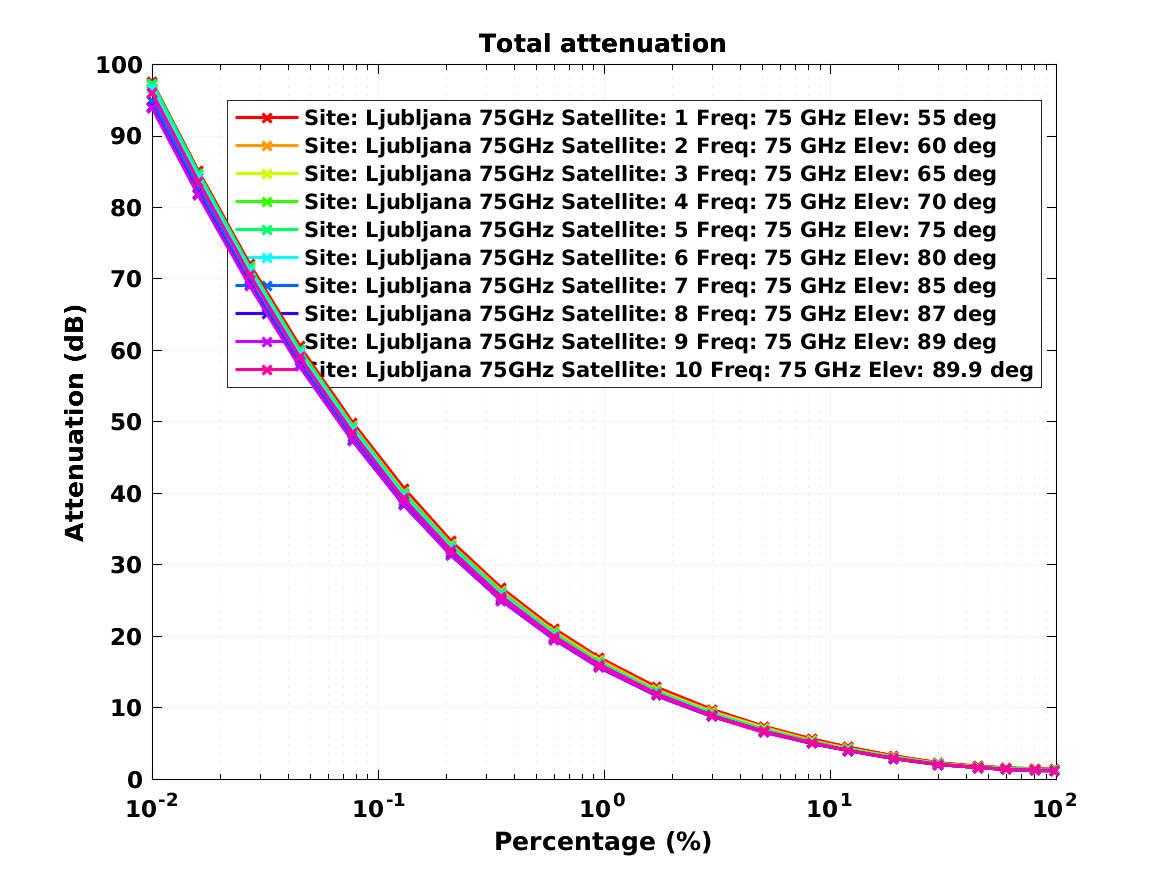 Total attenuation
100
90
80
70
60
50
40
30
20
10
0
Attenuation (dB)
Site: Ljubljana 75GHz Satellite: 1 Freq: 75 GHz Elev: 55 deg
Site: Ljubljana 75GHz Satellite: 2 Freq: 75 GHz Elev: 60 deg
Site: Ljubljana 75GHz Satellite: 3 Freq: 75 GHz Elev: 65 deg
Site: Ljubljana 75GHz Satellite: 4 Freq: 75 GHz Elev: 70 deg
Site: Ljubljana 75GHz Satellite: 5 Freq: 75 GHz Elev: 75 deg
Site: Ljubljana 75GHz Satellite: 6 Freq: 75 GHz Elev: 80 deg
Site: Ljubljana 75GHz Satellite: 7 Freq: 75 GHz Elev: 85 deg
Site: Ljubljana 75GHz Satellite: 8 Freq: 75 GHz Elev: 87 deg
Site: Ljubljana 75GHz Satellite: 9 Freq: 75 GHz Elev: 89 deg
Site: Ljubljana 75GHz Satellite: 10 Freq: 75 GHz Elev: 89.9 deg
10^-2 10^-1 10^0 10^1 10^2
Percentage (%)